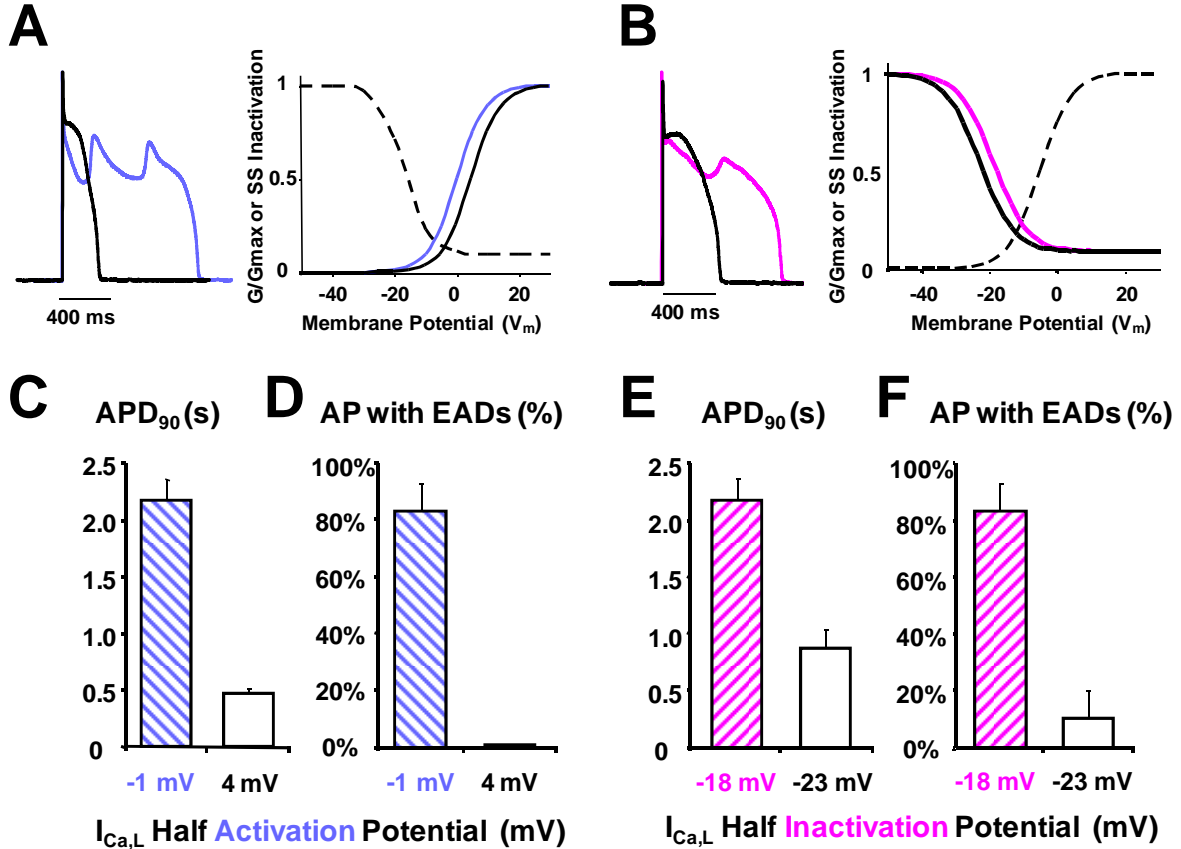 A
B
G/Gmax or SS Inactivation
1
0.5
0
-40
-20
0
20
Membrane Potential (Vm)
400 ms
G/Gmax or SS Inactivation
1
0.5
0
-40
-20
0
20
Membrane Potential (Vm)
400 ms
C
APD90 (s)
2.5
2.0
1.5
1.0
0.5
0
-1 mV
4 mV
D
AP with EADs (%)
100%
80%
60%
40%
20%
0%
-1 mV
4 mV
ICa,L Half Activation Potential (mV)
E
APD90 (s)
2.5
2.0
1.5
1.0
0.5
0
-18 mV
-23 mV
F
AP with EADs (%)
100%
80%
60%
40%
20%
0%
-18 mV
-23 mV
ICa,L Half Inactivation Potential (mV)